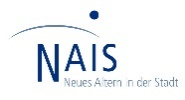 NAIS
Neues Altern in der Stadt